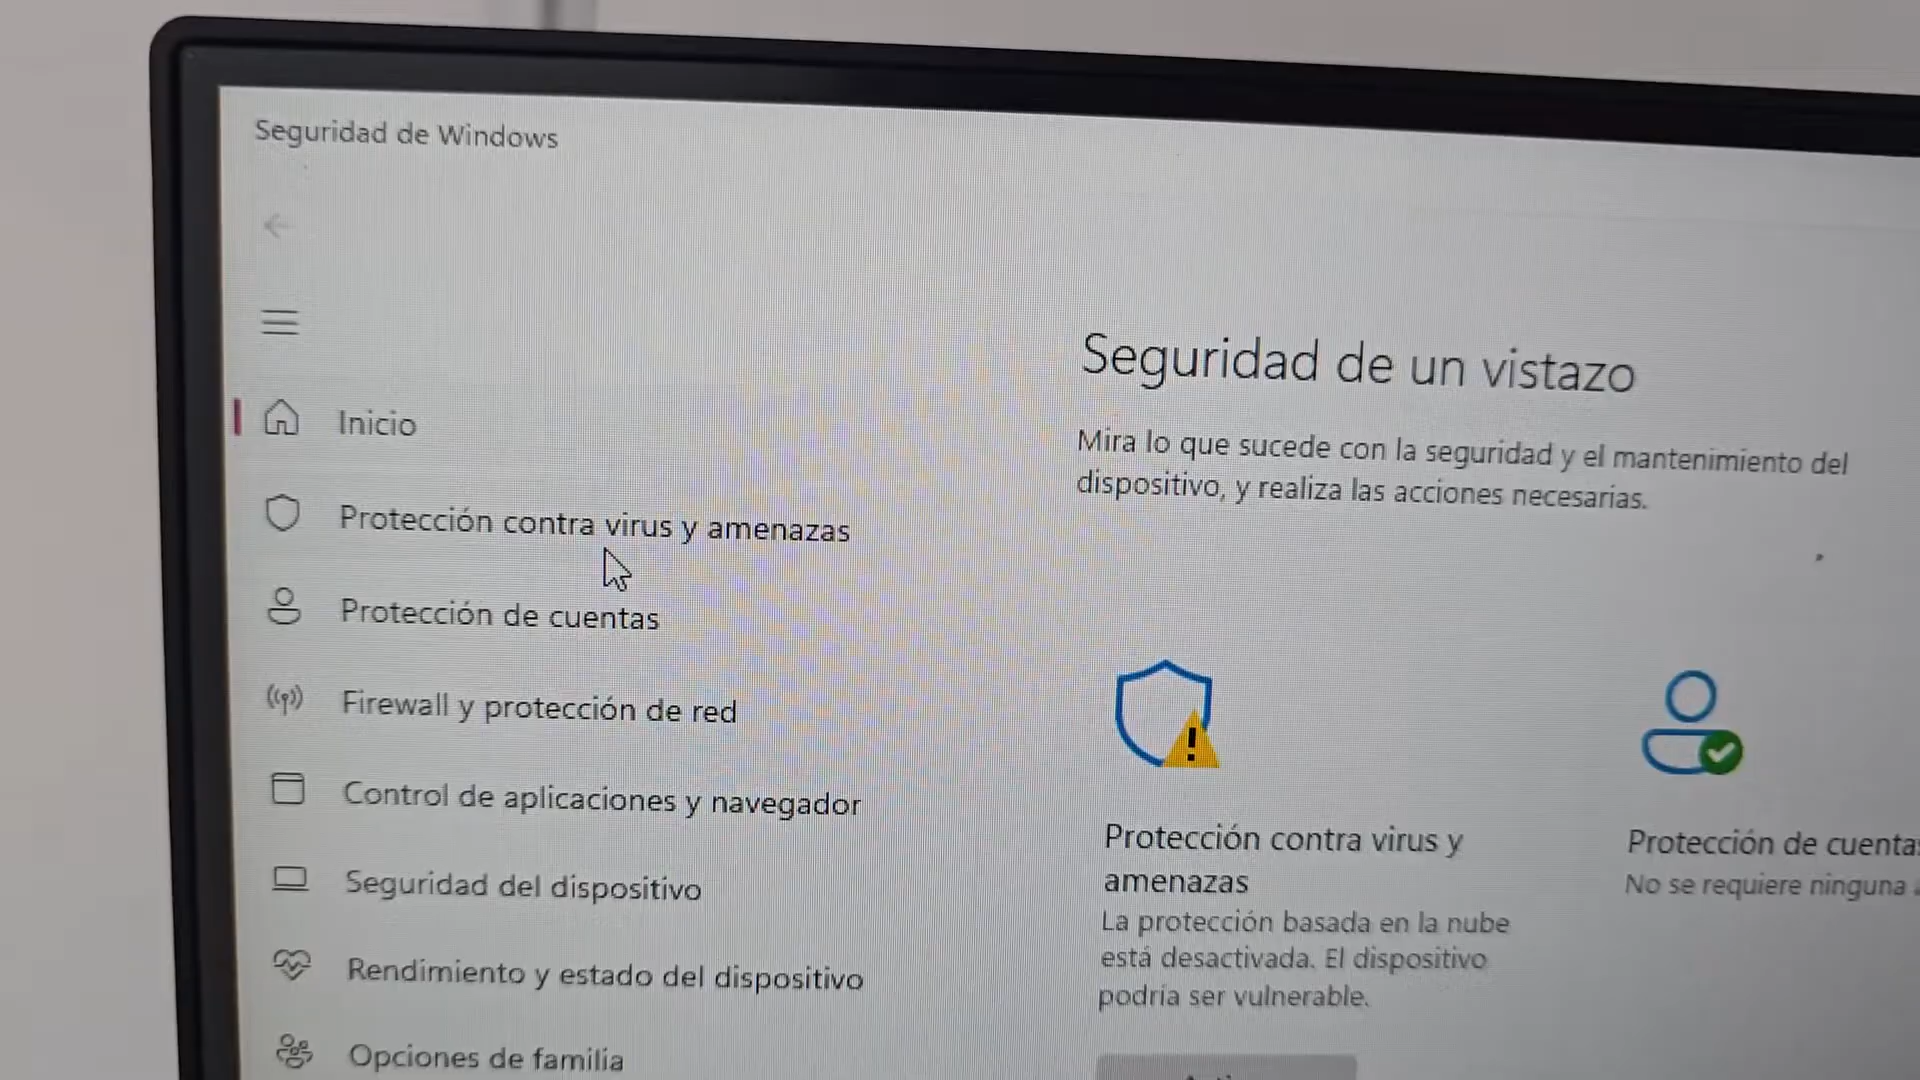 Seguridad de Windows
Inicio
Protección contra virus y amenazas
Protección de cuentas
Firewall y protección de red
Control de aplicaciones y navegador
Seguridad del dispositivo
Rendimiento y estado del dispositivo
Opciones de familia
Seguridad de un vistazo
Mira lo que sucede con la seguridad y el mantenimiento del
dispositivo, y realiza las acciones necesarias.
Protección contra virus y
amenazas
La protección basada en la nube
está desactivada. El dispositivo
podría ser vulnerable.
Protección de cuentas
No se requiere ninguna